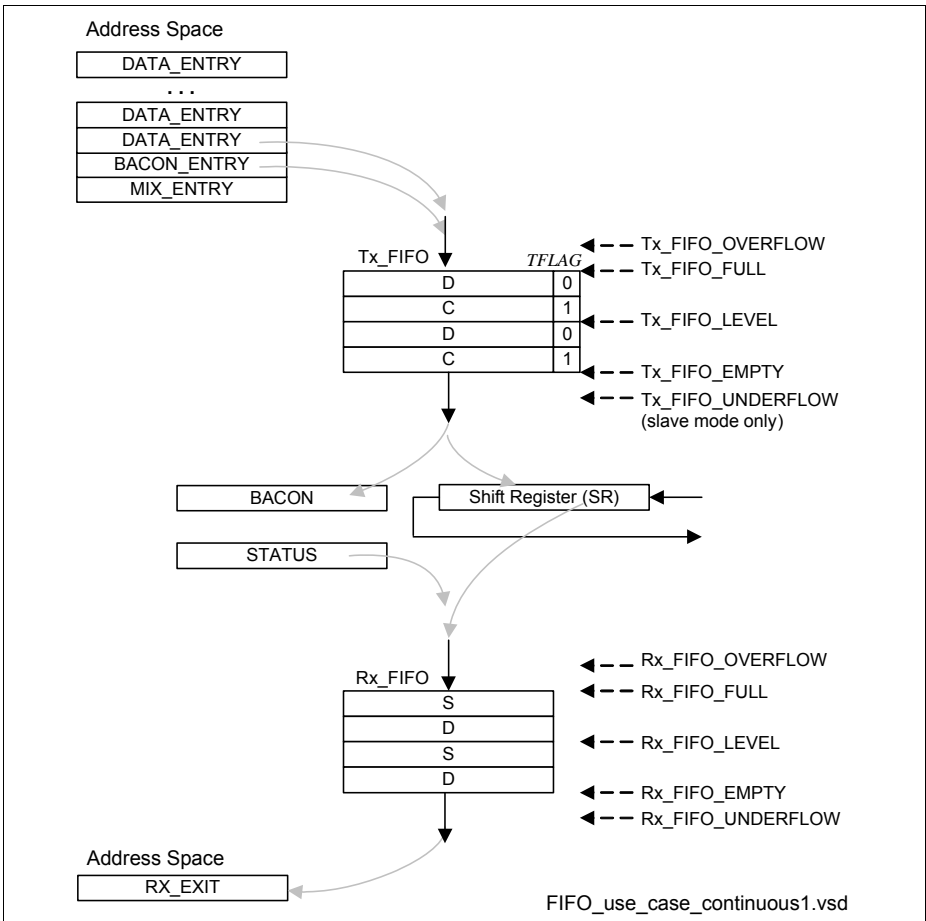 Address Space
DATA_ENTRY
...
DATA_ENTRY
DATA_ENTRY
BACON_ENTRY
MIX_ENTRY
Tx_FIFO
TFLAG
D 0
C 1
D 0
C 1
Tx_FIFO_OVERFLOW
Tx_FIFO_FULL
Tx_FIFO_LEVEL
Tx_FIFO_EMPTY
Tx_FIFO_UNDERFLOW
(slave mode only)
BACON
Shift Register (SR)
STATUS
Rx_FIFO
S
D
S
D
Rx_FIFO_OVERFLOW
Rx_FIFO_FULL
Rx_FIFO_LEVEL
Rx_FIFO_EMPTY
Rx_FIFO_UNDERFLOW
Address Space
RX_EXIT
FIFO_use_case_continuous1.vsd